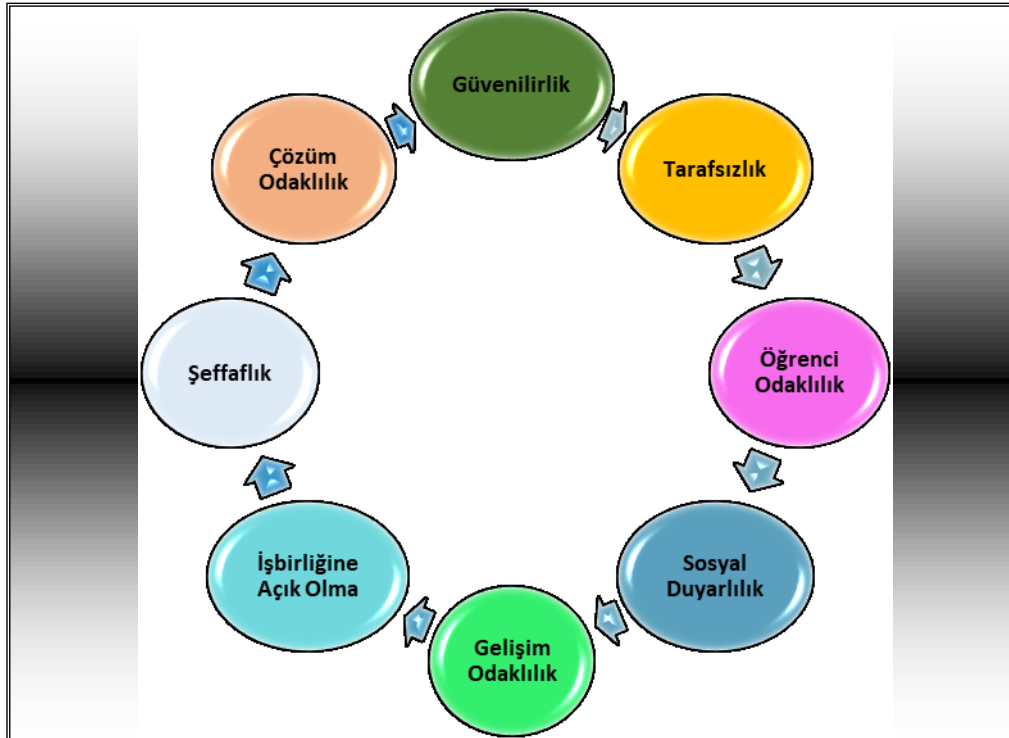 Güvenilirlik
Tarafsızlık
Öğrenci
Odaklılık
Sosyal
Duyarlılık
Gelişim
Odaklılık
İşbirliğine
Açık Olma
Şeffaflık
Çözüm
Odaklılık